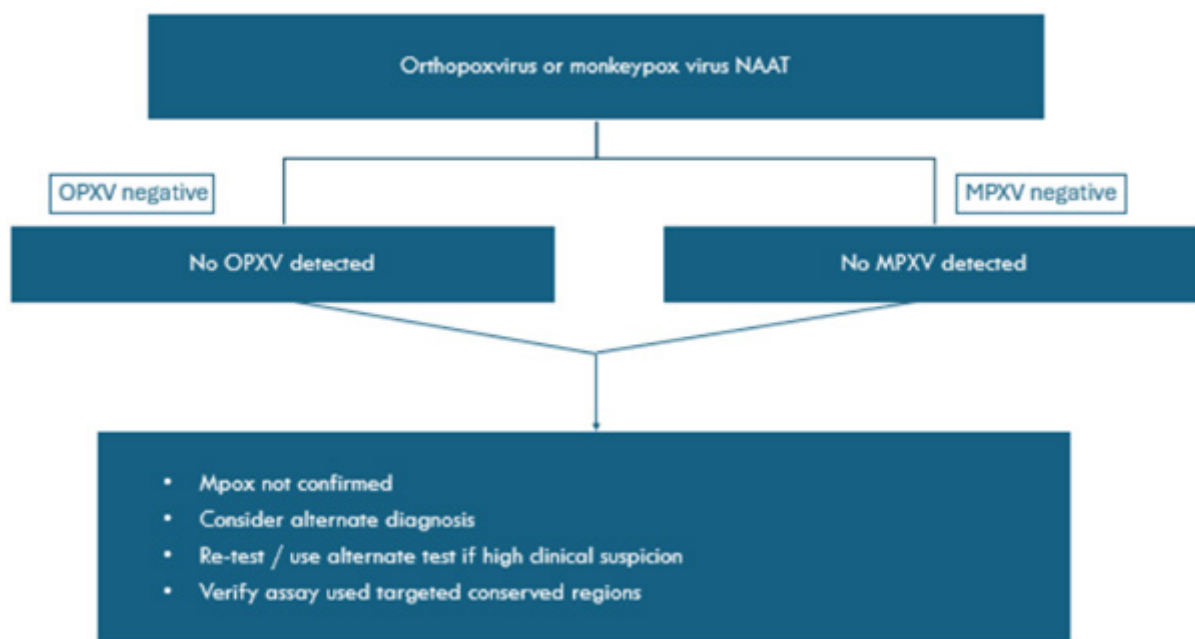 Orthopoxvirus or monkeypox virus NAAT
OPXV negative
MPXV negative
No OPXV detected
No MPXV detected
• Mpox not confirmed
• Consider alternate diagnosis
• Re-test / use alternate test if high clinical suspicion
• Verify assay used targeted conserved regions